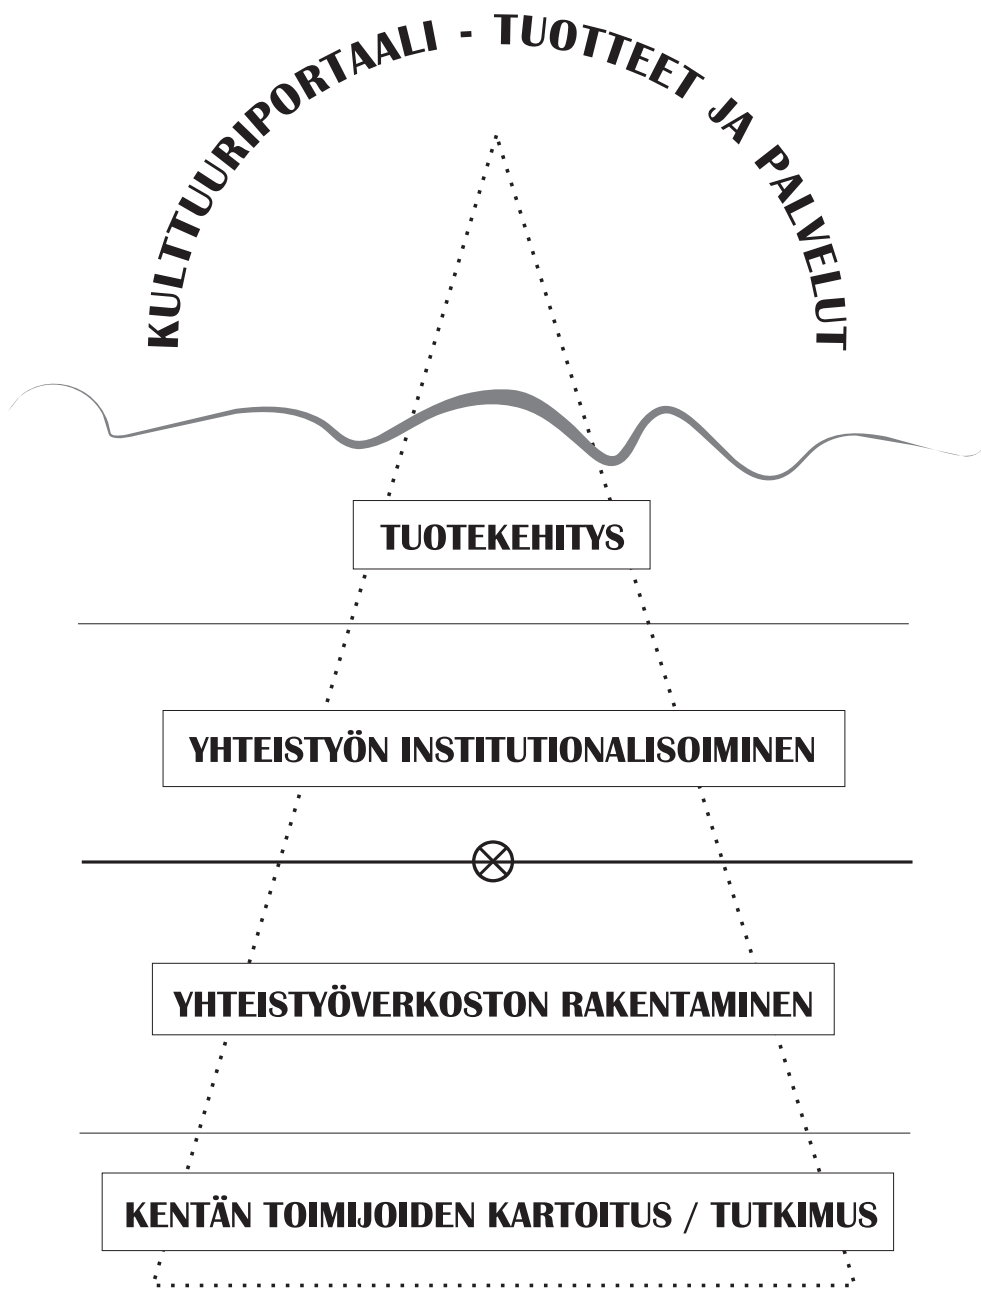 KULTTUURIPORTAALI - TUOTTEET JA PALVELUT
TUOTEKEHITYS
YHTEISTYÖN INSTITUTIONALISOIMINEN
YHTEISTYÖVERKOSTON RAKENTAMINEN
KENTÄN TOIMIJOIDEN KARTOITUS / TUTKIMUS